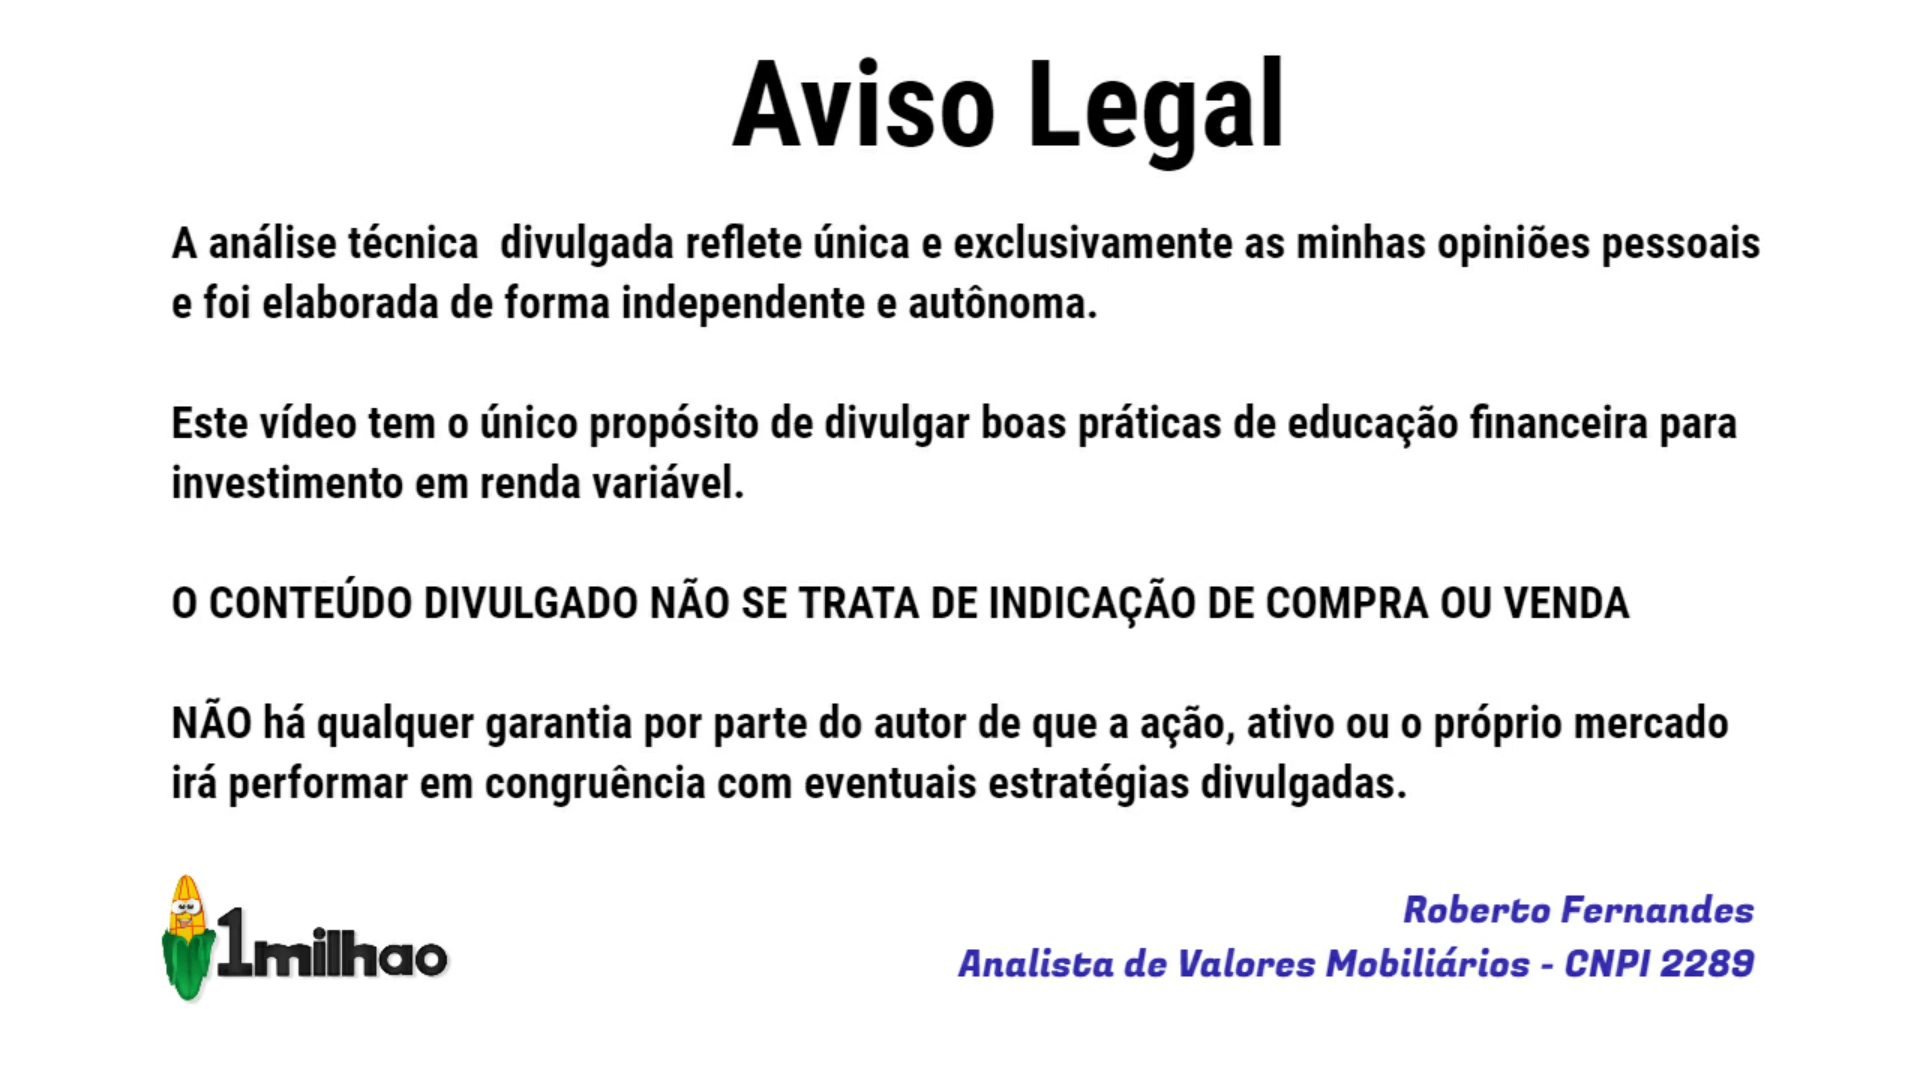 Aviso Legal
A análise técnica  divulgada reflete única e exclusivamente as minhas opiniões pessoais
e foi elaborada de forma independente e autônoma.
Este vídeo tem o único propósito de divulgar boas práticas de educação financeira para
investimento em renda variável.
O CONTEÚDO DIVULGADO NÃO SE TRATA DE INDICAÇÃO DE COMPRA OU VENDA
NÃO há qualquer garantia por parte do autor de que a ação, ativo ou o próprio mercado
irá performar em congruência com eventuais estratégias divulgadas.
1milhao
Roberto Fernandes
Analista de Valores Mobiliários - CNPI 2289